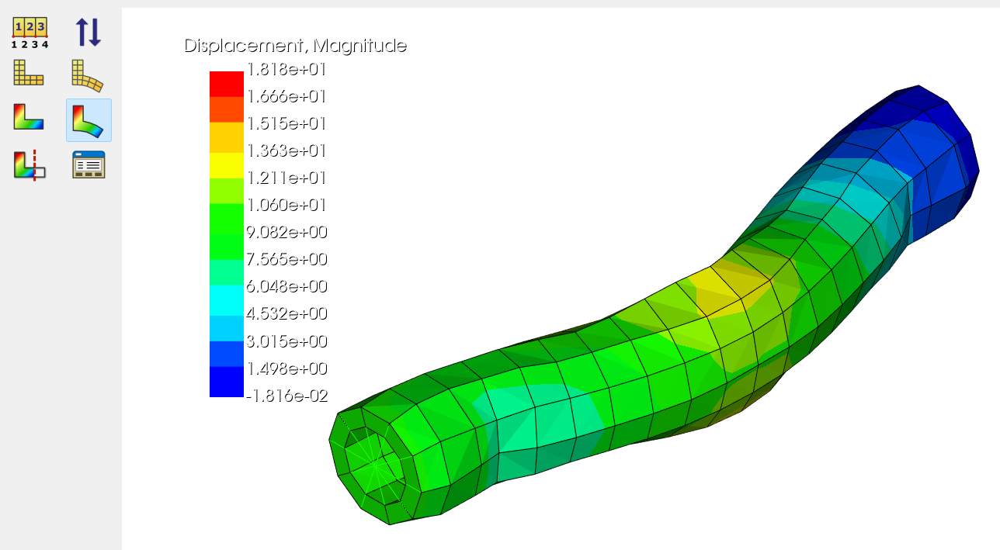 1 2 3
1 2 3 4
Displacement, Magnitude
1.818e+01
1.666e+01
1.515e+01
1.363e+01
1.211e+01
1.060e+01
9.082e+00
7.565e+00
6.048e+00
4.532e+00
3.015e+00
1.498e+00
-1.816e-02